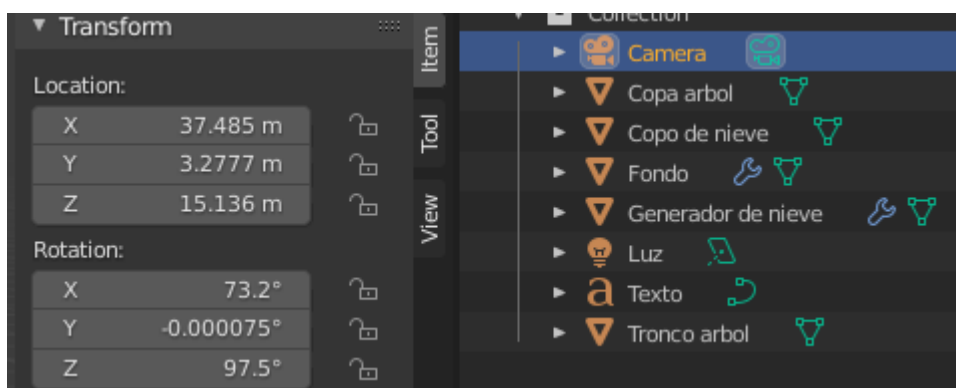 Transform
Location:
X 37.485 m
Y 3.2777 m
Z 15.136 m
Rotation:
X 73.2°
Y -0.000075°
Z 97.5°
Item
Tool
View
Collection
Camera
Copa arbol
Copo de nieve
Fondo
Generador de nieve
Luz
a Texto
Tronco arbol